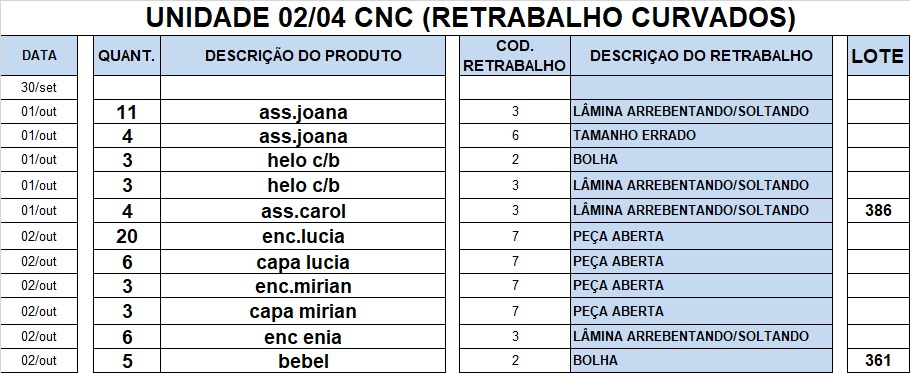 UNIDADE 02/04 CNC (RETRABALHO CURVADOS)
DATA QUANT. DESCRIÇÃO DO PRODUTO COD. RETRABALHO DESCRIÇAO DO RETRABALHO LOTE
30/set
01/out 11 ass.joana 3 LÂMINA ARREBENTANDO/SOLTANDO
01/out 4 ass.joana 6 TAMANHO ERRADO
01/out 3 helo c/b 2 BOLHA
01/out 3 helo c/b 3 LÂMINA ARREBENTANDO/SOLTANDO
01/out 4 ass.carol 3 LÂMINA ARREBENTANDO/SOLTANDO 386
02/out 20 enc.lucia 7 PEÇA ABERTA
02/out 6 capa lucia 7 PEÇA ABERTA
02/out 3 enc.mirian 7 PEÇA ABERTA
02/out 3 capa mirian 7 PEÇA ABERTA
02/out 6 enc enia 3 LÂMINA ARREBENTANDO/SOLTANDO
02/out 5 bebel 2 BOLHA 361